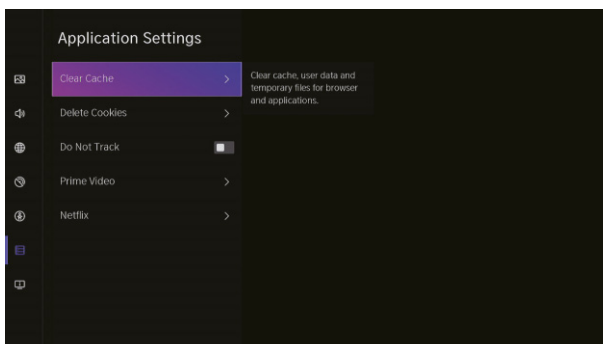 Application Settings
Clear Cache
Clear cache, user data and
temporary files for browser
and applications.
Delete Cookies
Do Not Track
Prime Video
Netflix